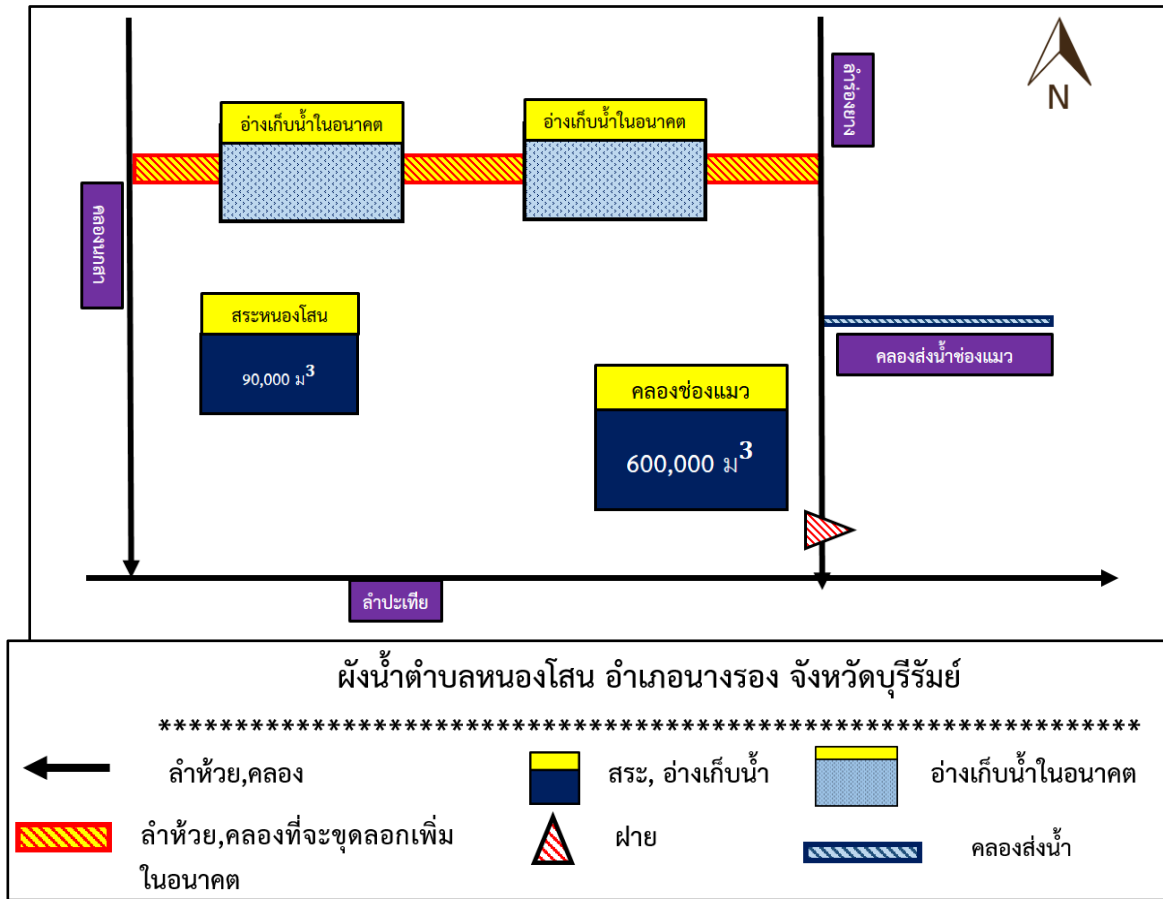 N
ลำร่องยาง
อ่างเก็บน้ำในอนาคต
อ่างเก็บน้ำในอนาคต
คลองนกสา
สระหนองโสน
90,000 ม³
คลองช่องแมว
600,000 ม³
คลองส่งน้ำช่องแมว
ลำปะเทีย
ผังน้ำตำบลหนองโสน อำเภอนางรอง จังหวัดบุรีรัมย์
****************************************************************
ลำห้วย,คลอง
สระ, อ่างเก็บน้ำ
อ่างเก็บน้ำในอนาคต
ลำห้วย,คลองที่จะขุดลอกเพิ่ม
ในอนาคต
ฝาย
คลองส่งน้ำ